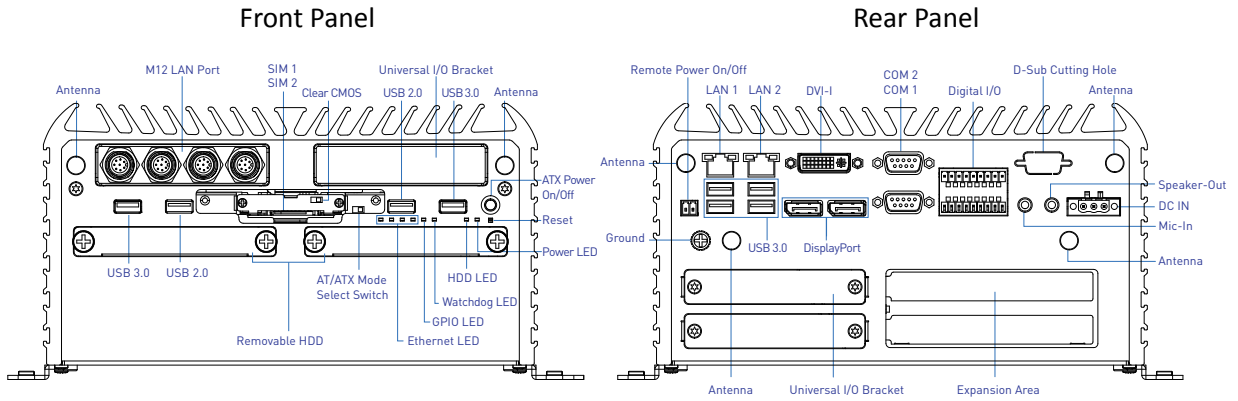 Front Panel
Rear Panel
M12 LAN Port
SIM 1
SIM 2
Universal I/O Bracket
Antenna
Clear CMOS
USB 2.0
USB 3.0
Antenna
ATX Power
On/Off
Reset
Power LED
USB 3.0
USB 2.0
AT/ATX Mode
Select Switch
HDD LED
Watchdog LED
GPIO LED
Removable HDD
Ethernet LED
Remote Power On/Off
COM 2
COM 1
D-Sub Cutting Hole
LAN 1
LAN 2
DVI-I
Digital I/O
Antenna
Antenna
Speaker-Out
DC IN
Mic-In
Ground
USB 3.0
DisplayPort
Antenna
Antenna
Universal I/O Bracket
Expansion Area